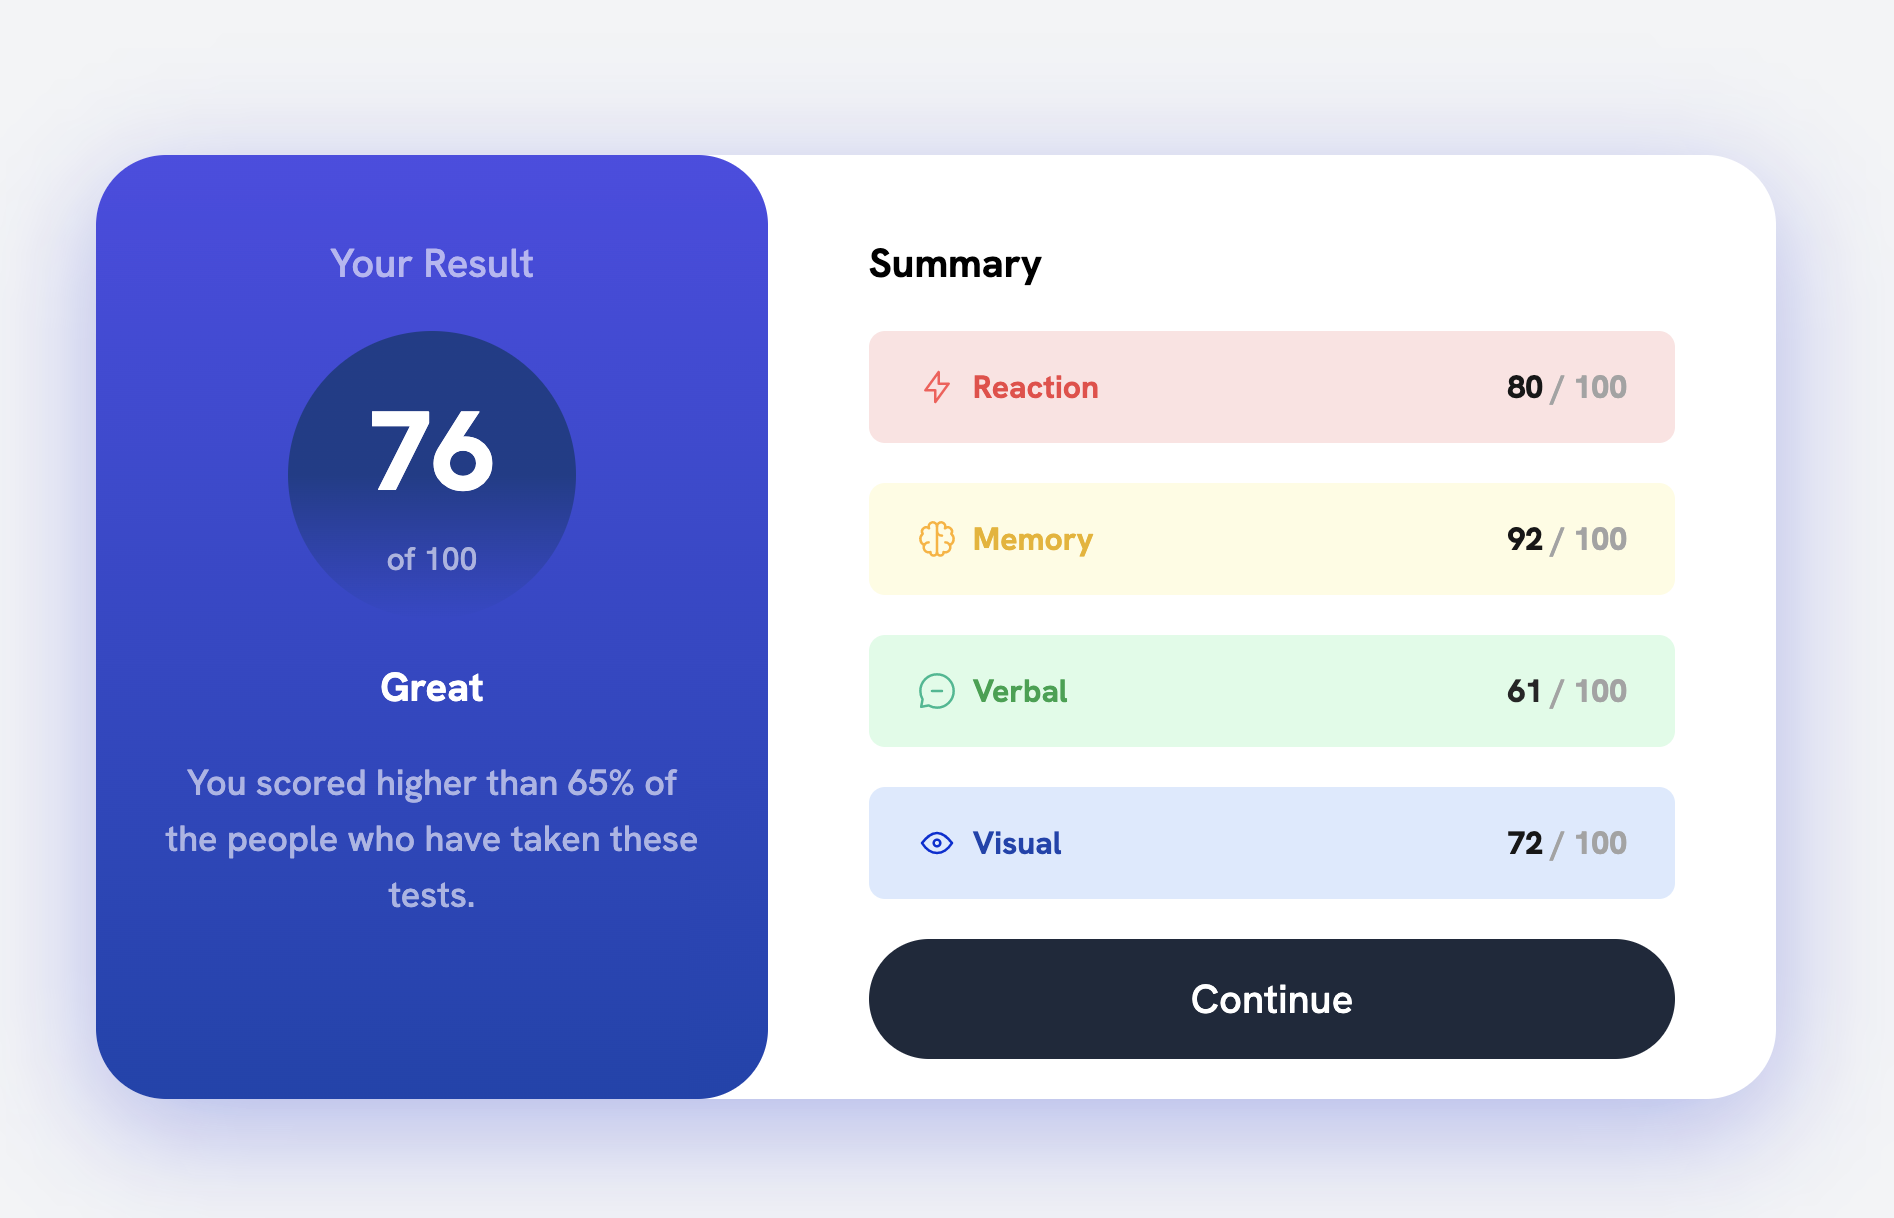 Your Result
76
of 100
Great
You scored higher than 65% of
the people who have taken these
tests.
Summary
Reaction 80 / 100
Memory 92 / 100
Verbal 61 / 100
Visual 72 / 100
Continue